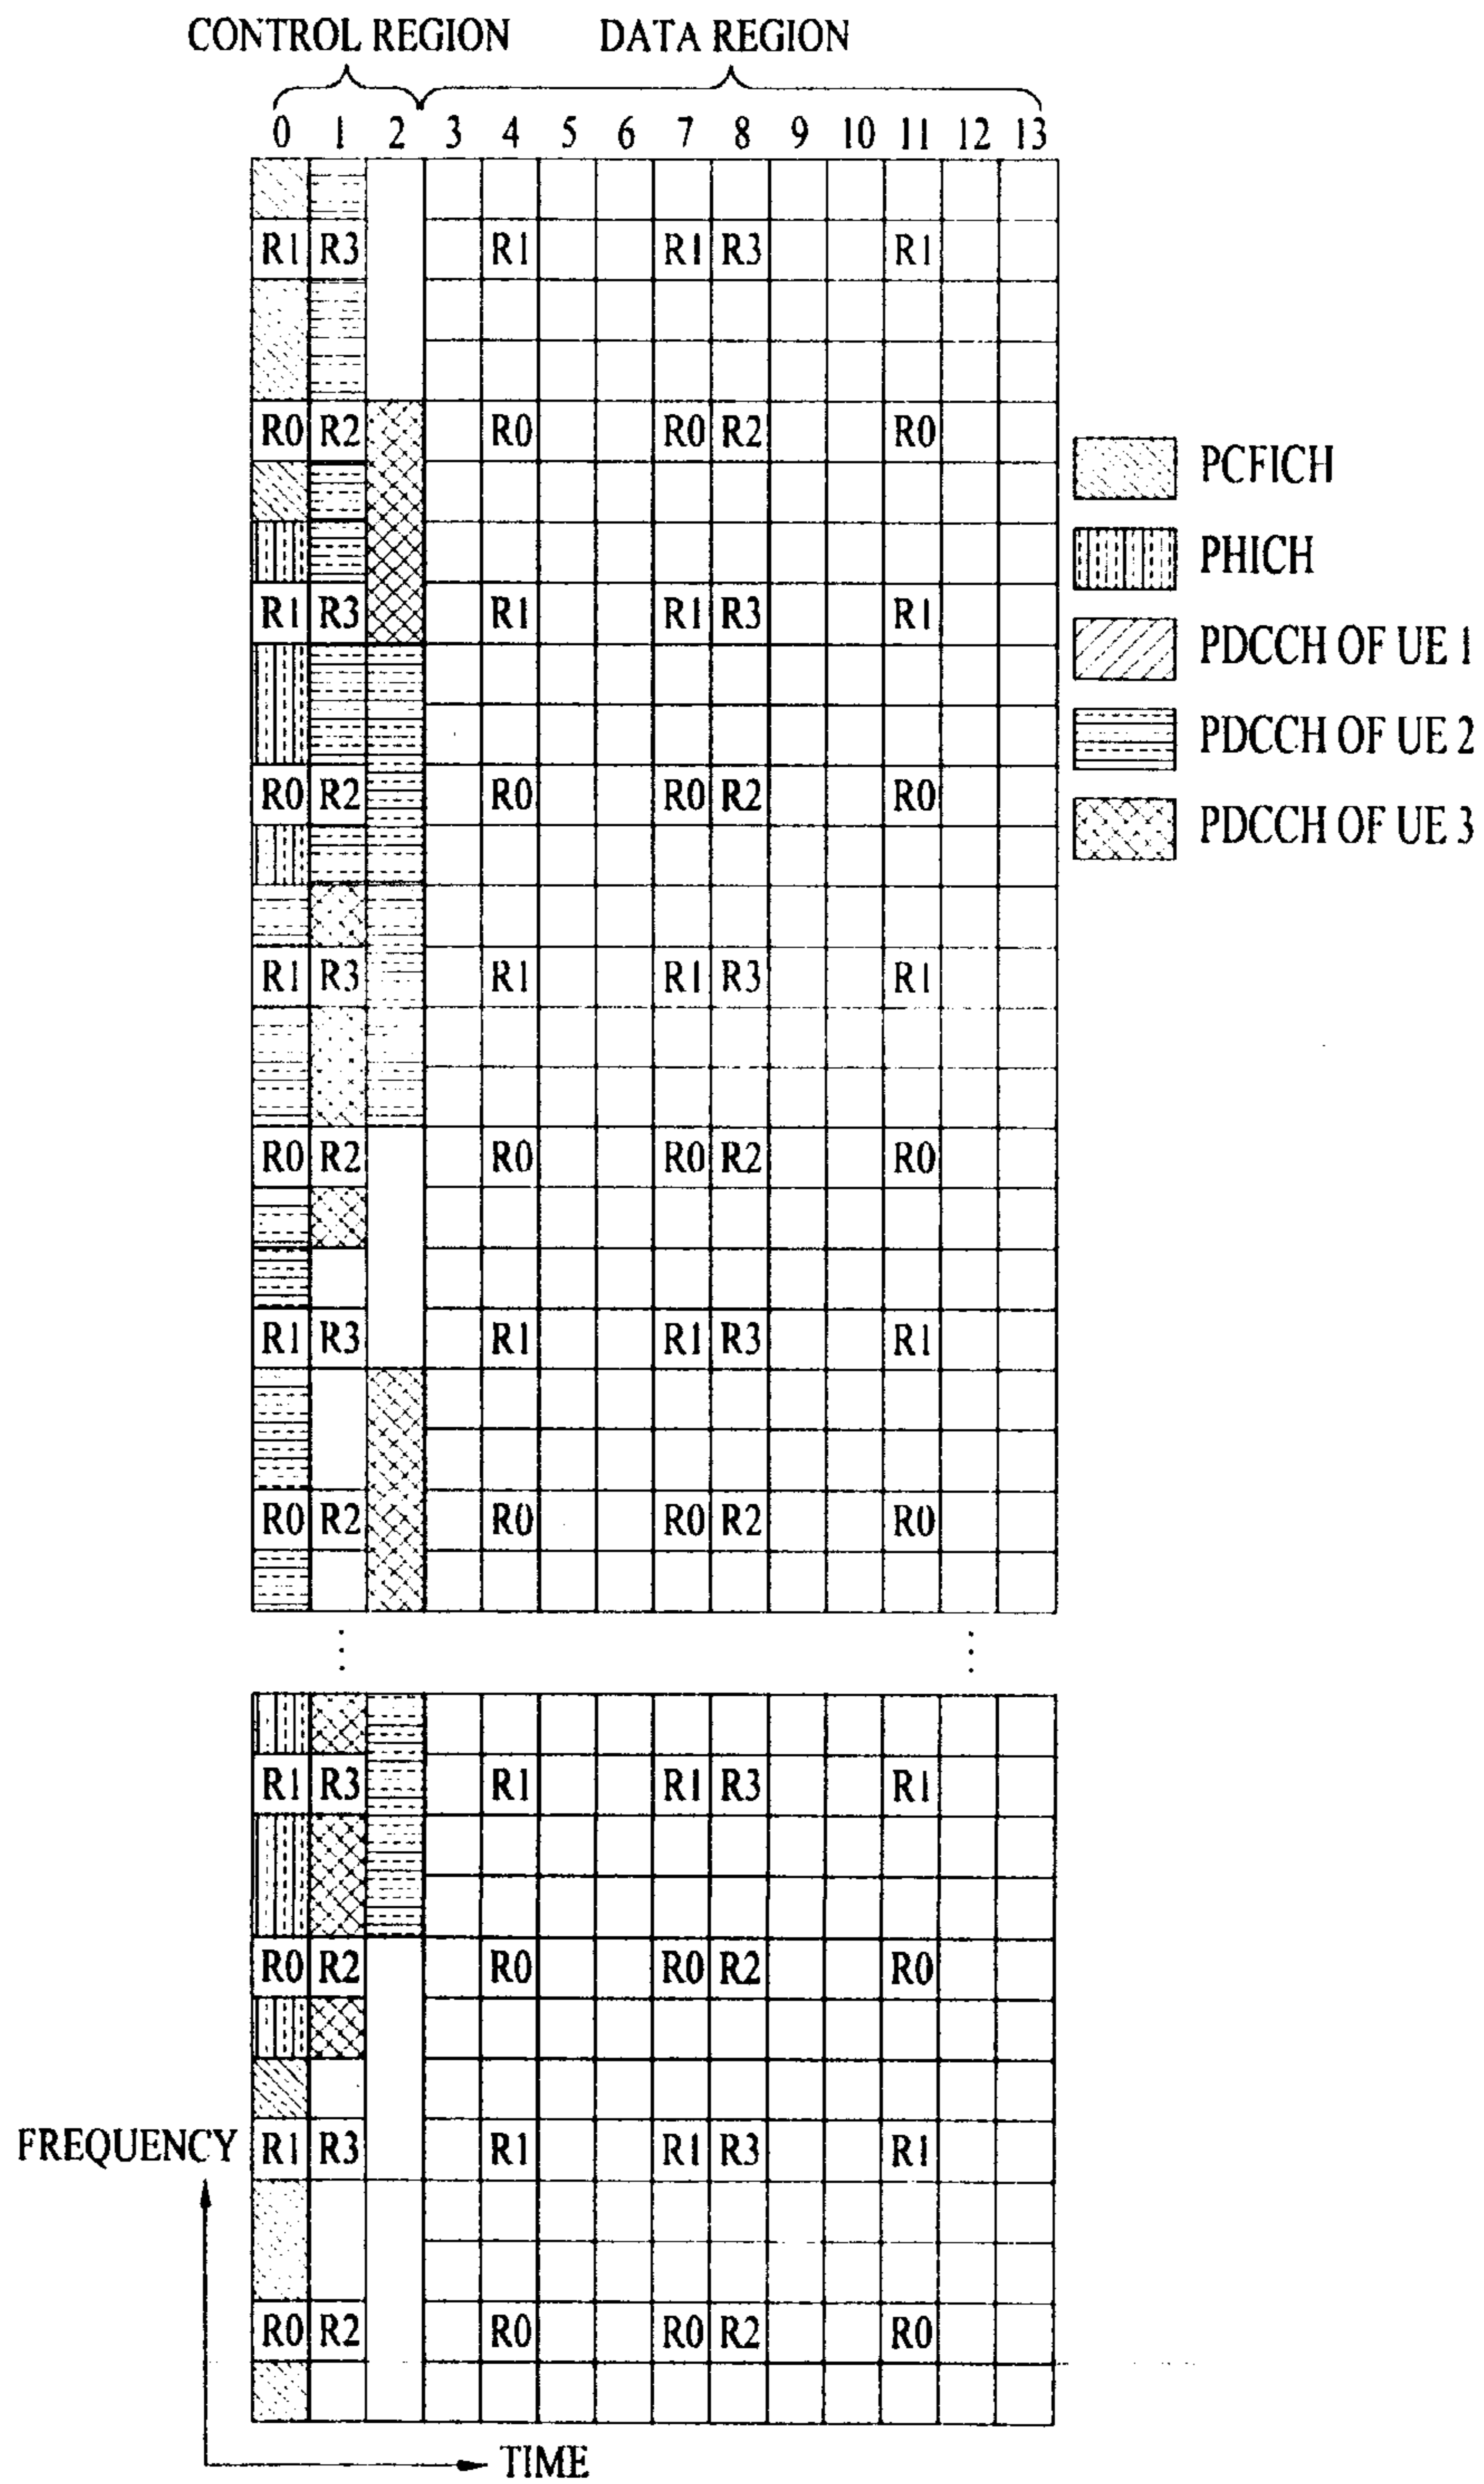 CONTROL REGION DATA REGION
0 1 2 3 4 5 6 7 8 9 10 11 12 13
R1 R3 R1 R1 R3 R1
R0 R2 R0 R0 R2 R0
PCFICH
PHICH
R1 R3 R1 R1 R3 R1
PDCCH OF UE 1
PDCCH OF UE 2
R0 R2 R0 R0 R2 R0
PDCCH OF UE 3
R1 R3 R1 R1 R3 R1
R0 R2 R0 R0 R2 R0
R1 R3 R1 R1 R3 R1
R0 R2 R0 R0 R2 R0
R1 R3 R1 R1 R3 R1
R0 R2 R0 R0 R2 R0
FREQUENCY R1 R3 R1 R1 R3 R1
R0 R2 R0 R0 R2 R0
TIME